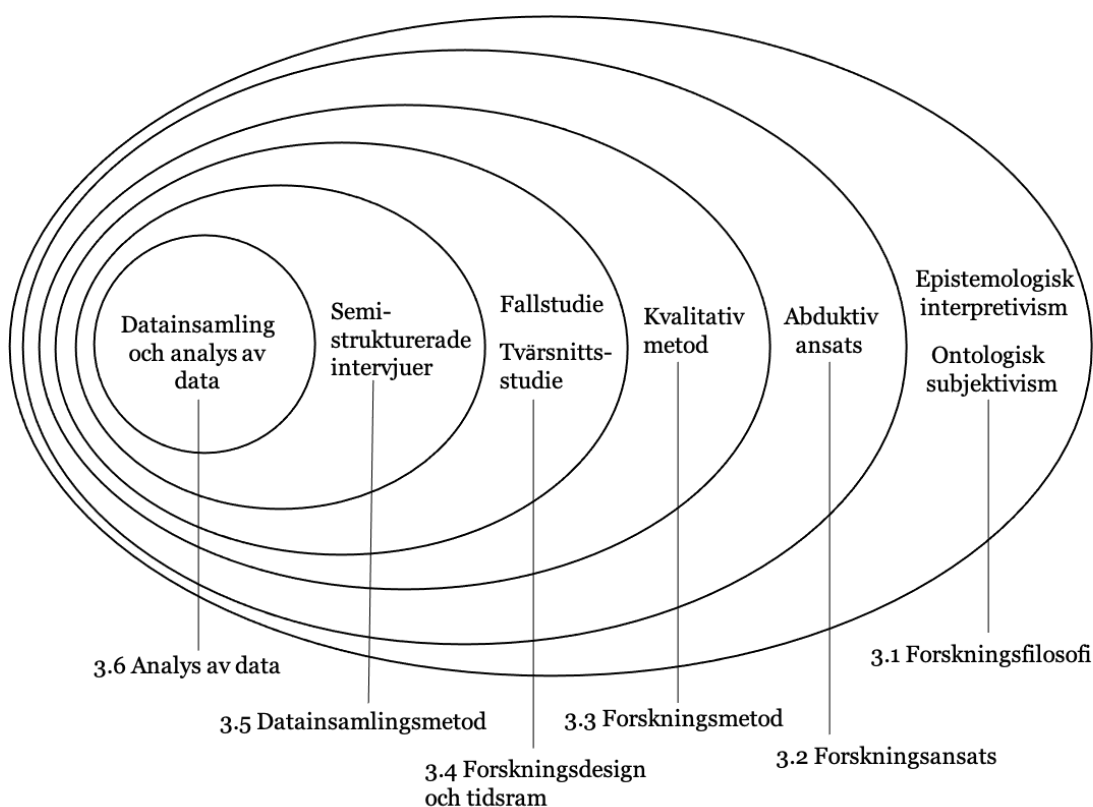 Datainsamling
och analys av
data
Semi-
strukturerade
intervjuer
Fallstudie
Tvärsnitts-
studie
Kvalitativ
metod
Abduktiv
ansats
Epistemologisk
interpretivism
Ontologisk
subjektivism
3.6 Analys av data
3.5 Datainsamlingsmetod
3.4 Forskningsdesign
och tidsram
3.3 Forskningsmetod
3.2 Forskningsansats
3.1 Forskningsfilosofi